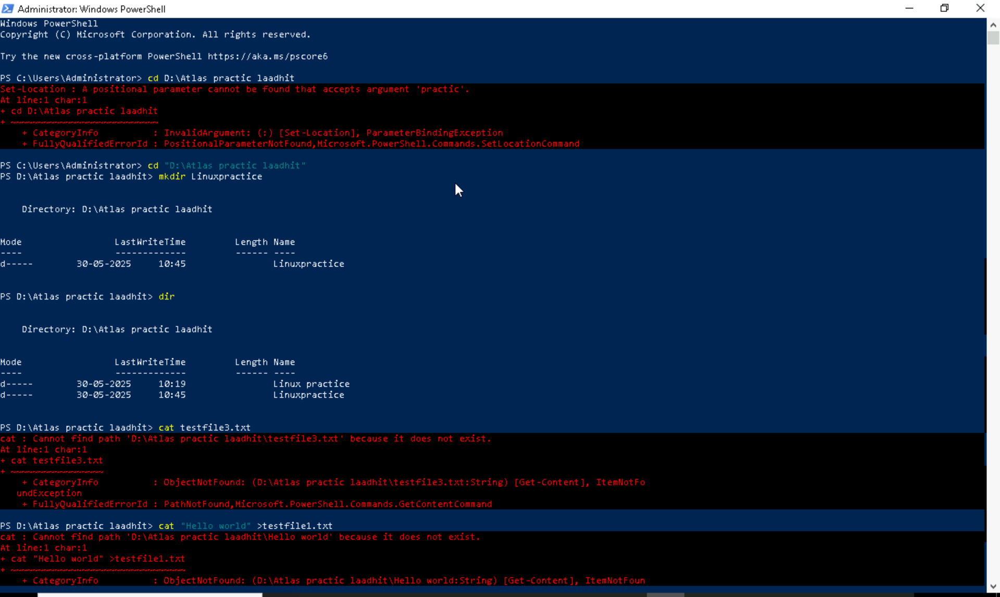 Administrator: Windows PowerShell
Windows PowerShell
Copyright (C) Microsoft Corporation. All rights reserved.
Try the new cross-platform PowerShell https://aka.ms/pscore6
PS C:\Users\Administrator> cd D:\Atlas practic laadhit
Set-Location : A positional parameter cannot be found that accepts argument 'practic'.
At line:1 char:1
+ cd D:\Atlas practic laadhit
+ ~~~~~~~~~~~~~~~~~~~~~~~~~~~
    + CategoryInfo          : InvalidArgument: (:) [Set-Location], ParameterBindingException
    + FullyQualifiedErrorId : PositionalParameterNotFound,Microsoft.PowerShell.Commands.SetLocationCommand
PS C:\Users\Administrator> cd "D:\Atlas practic laadhit"
PS D:\Atlas practic laadhit> mkdir Linuxpractice
    Directory: D:\Atlas practic laadhit
Mode                 LastWriteTime         Length Name
----                 -------------         ------ ----
d-----        30-05-2025     10:45                Linuxpractice
PS D:\Atlas practic laadhit> dir
    Directory: D:\Atlas practic laadhit
Mode                 LastWriteTime         Length Name
----                 -------------         ------ ----
d-----        30-05-2025     10:19                Linux practice
d-----        30-05-2025     10:45                Linuxpractice
PS D:\Atlas practic laadhit> cat testfile3.txt
cat : Cannot find path 'D:\Atlas practic laadhit\testfile3.txt' because it does not exist.
At line:1 char:1
+ cat testfile3.txt
+ ~~~~~~~~~~~~~~~~~
    + CategoryInfo          : ObjectNotFound: (D:\Atlas practic laadhit\testfile3.txt:String) [Get-Content], ItemNotFo
   undException
    + FullyQualifiedErrorId : PathNotFound,Microsoft.PowerShell.Commands.GetContentCommand
PS D:\Atlas practic laadhit> cat "Hello world" >testfile1.txt
cat : Cannot find path 'D:\Atlas practic laadhit\Hello world' because it does not exist.
At line:1 char:1
+ cat "Hello world" >testfile1.txt
+ ~~~~~~~~~~~~~~~~~~~~~~~~~~~~~~~~
    + CategoryInfo          : ObjectNotFound: (D:\Atlas practic laadhit\Hello world:String) [Get-Content], ItemNotFoun